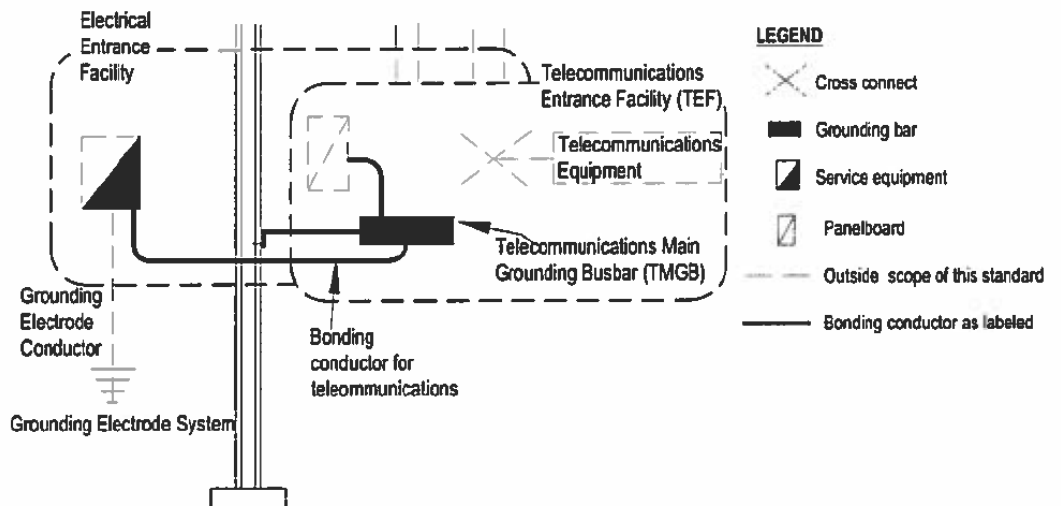 Electrical
Entrance
Facility
Telecommunications
Entrance Facility (TEF)
Telecommunications
Equipment
Telecommunications Main
Grounding Busbar (TMGB)
Grounding
Electrode
Conductor
Bonding
conductor for
telecommunications
Grounding Electrode System
LEGEND
Cross connect
Grounding bar
Service equipment
Panelboard
Outside scope of this standard
Bonding conductor as labeled